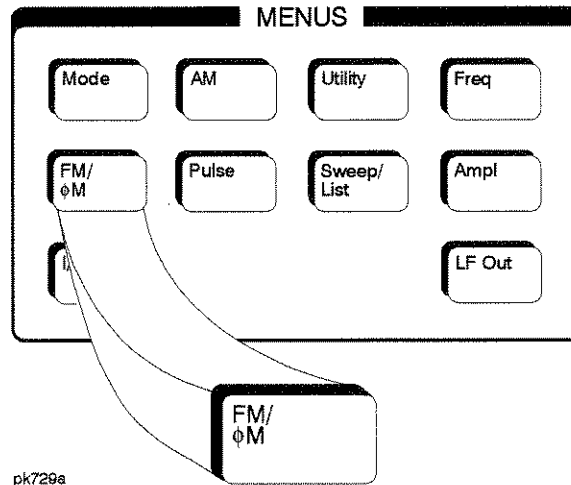 MENUS
Mode
AM
Utility
Freq
FM/
ϕM
Pulse
Sweep/
List
Ampl
LF Out
FM/
ϕM
pk729a